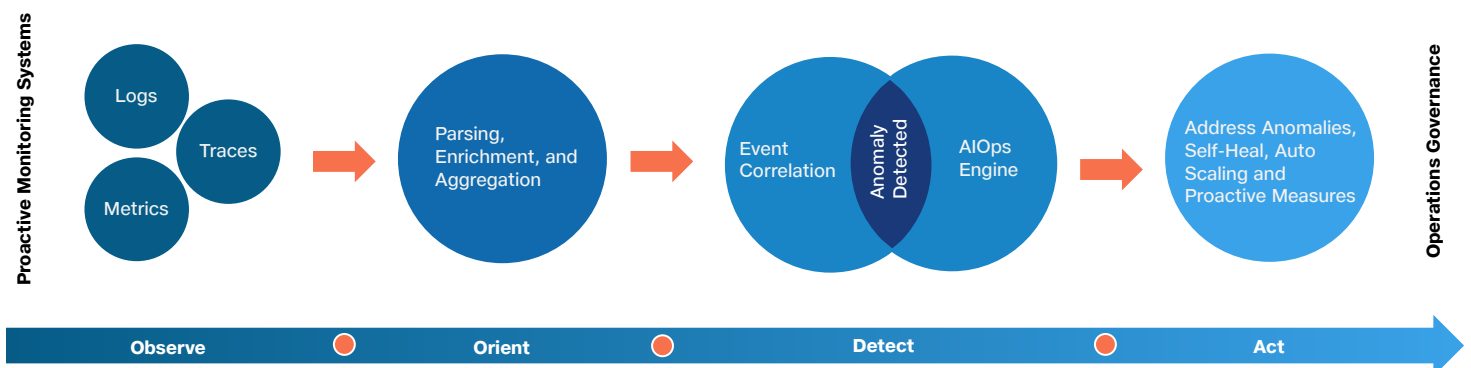 Proactive Monitoring Systems
Logs
Traces
Metrics
Parsing,
Enrichment, and
Aggregation
Event
Correlation
Anomaly
Detected
AIOps
Engine
Address Anomalies,
Self-Heal, Auto
Scaling and
Proactive Measures
Operations Governance
Observe
Orient
Detect
Act